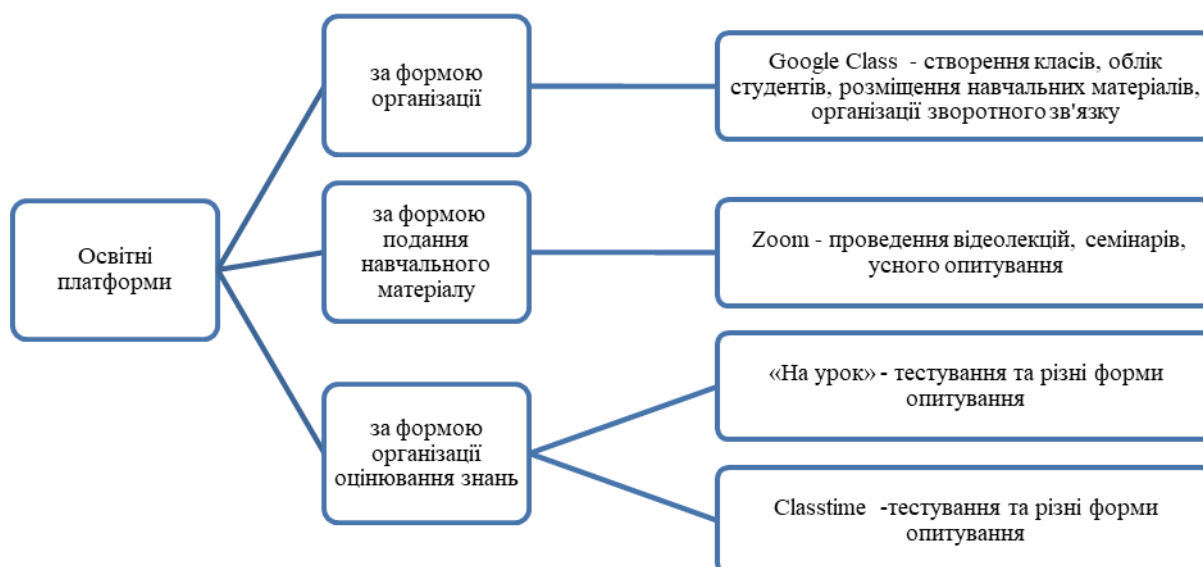 за формою
організації
Google Class - створення класів, облік
студентів, розміщення навчальних матеріалів,
організації зворотного зв'язку
Освітні
платформи
за формою
подання
навчального
матеріалу
Zoom - проведення відеолекцій, семінарів,
усного опитування
за формою
організації
оцінювання знань
«На урок» - тестування та різні форми
опитування
Classtime -тестування та різні форми
опитування